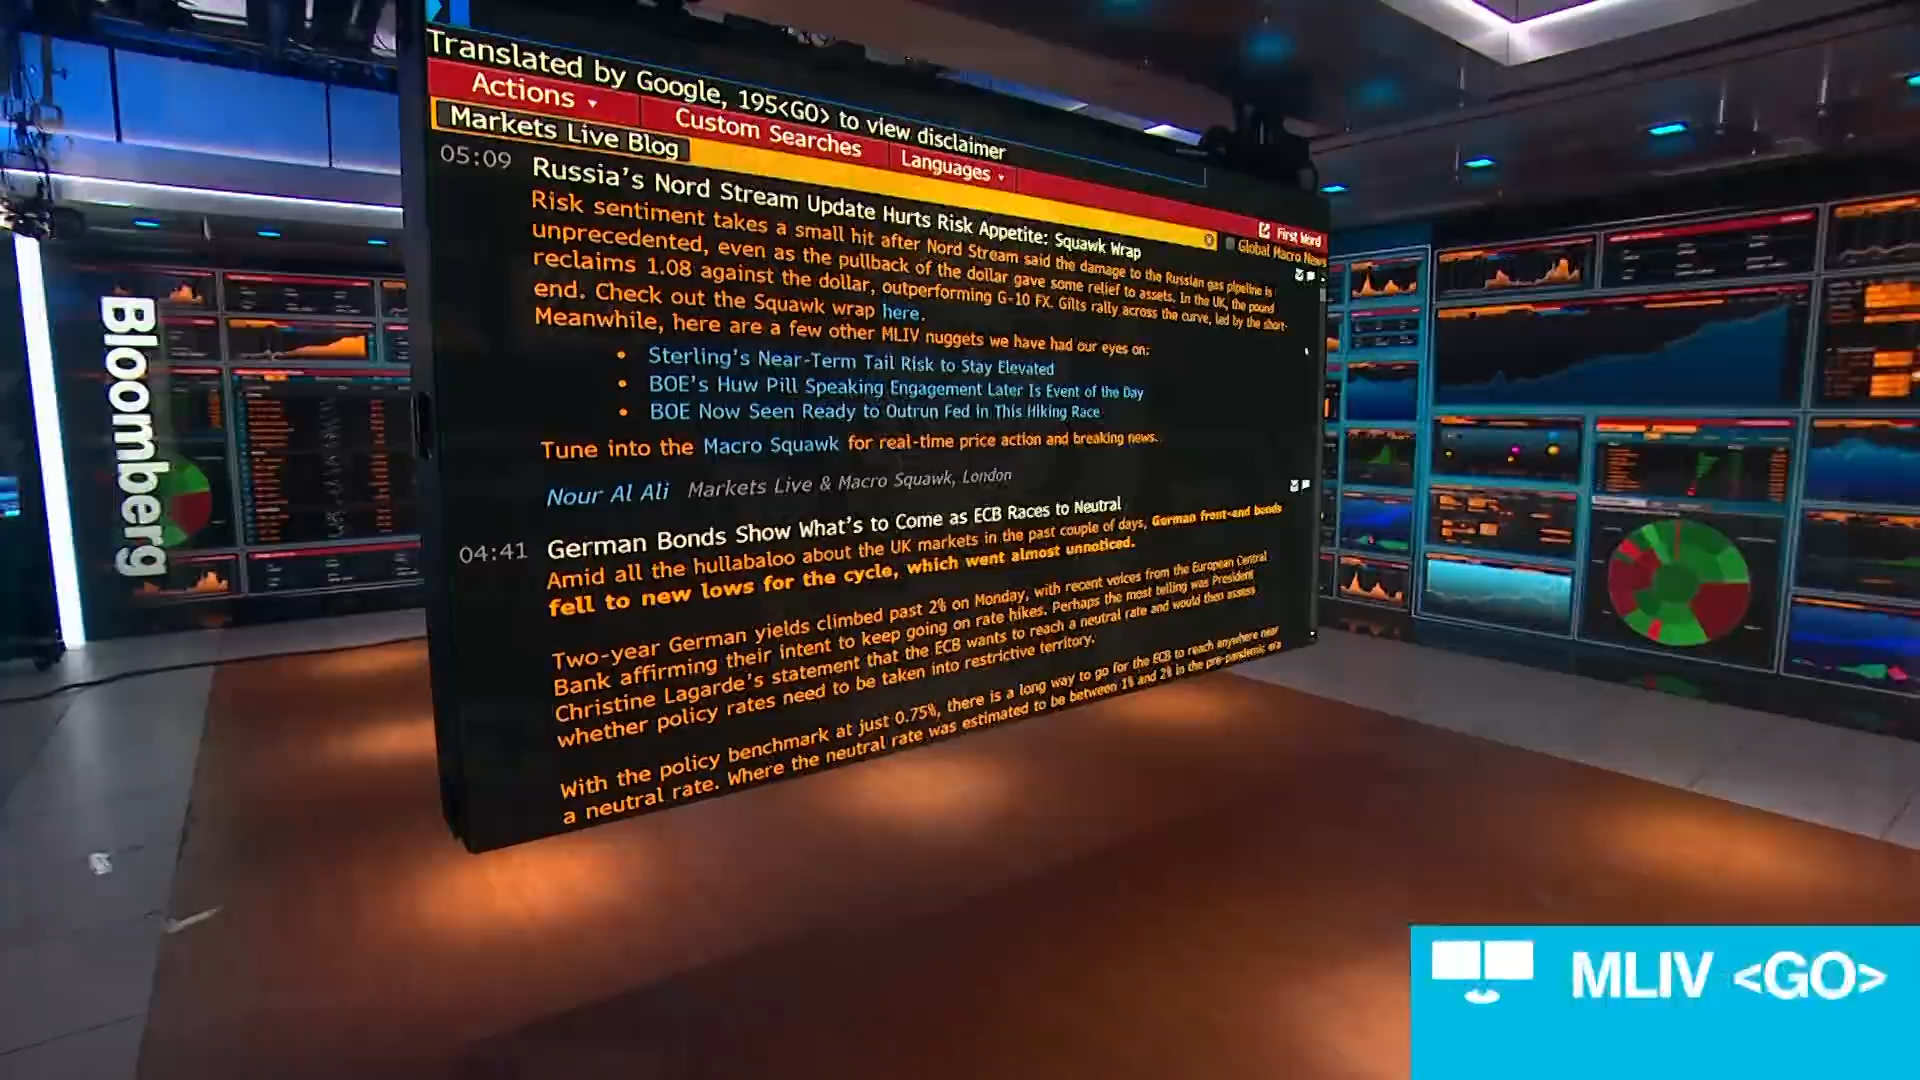 Translated by Google, 195<GO> to view disclaimer
Actions
Custom Searches
Languages
Markets Live Blog
First Word
Global Macro News
05:09 Russia's Nord Stream Update Hurts Risk Appetite: Squawk Wrap
Risk sentiment takes a small hit after Nord Stream said the damage to the Russian gas pipeline is
unprecedented, even as the pullback of the dollar gave some relief to assets. In the UK, the pound
reclaims 1.08 against the dollar, outperforming G-10 FX. Gilts rally across the curve, led by the short-
end. Check out the Squawk wrap here.
Meanwhile, here are a few other MLIV nuggets we have had our eyes on:
• Sterling's Near-Term Tail Risk to Stay Elevated
• BOE's Huw Pill Speaking Engagement Later Is Event of the Day
• BOE Now Seen Ready to Outrun Fed in This Hiking Race
Tune into the Macro Squawk for real-time price action and breaking news.
Nour Al Ali Markets Live & Macro Squawk, London
04:41 German Bonds Show What's to Come as ECB Races to Neutral
Amid all the hullabaloo about the UK markets in the past couple of days, German front-end bonds
fell to new lows for the cycle, which went almost unnoticed.
Two-year German yields climbed past 2% on Monday, with recent voices from the European Central
Bank affirming their intent to keep going on rate hikes. Perhaps the most telling was President
Christine Lagarde's statement that the ECB wants to reach a neutral rate and would then assess
whether policy rates need to be taken into restrictive territory.
With the policy benchmark at just 0.75%, there is a long way to go for the ECB to reach anywhere near
a neutral rate. Where the neutral rate was estimated to be between 1% and 2% in the pre-pandemic era
Bloomberg
MLIV <GO>